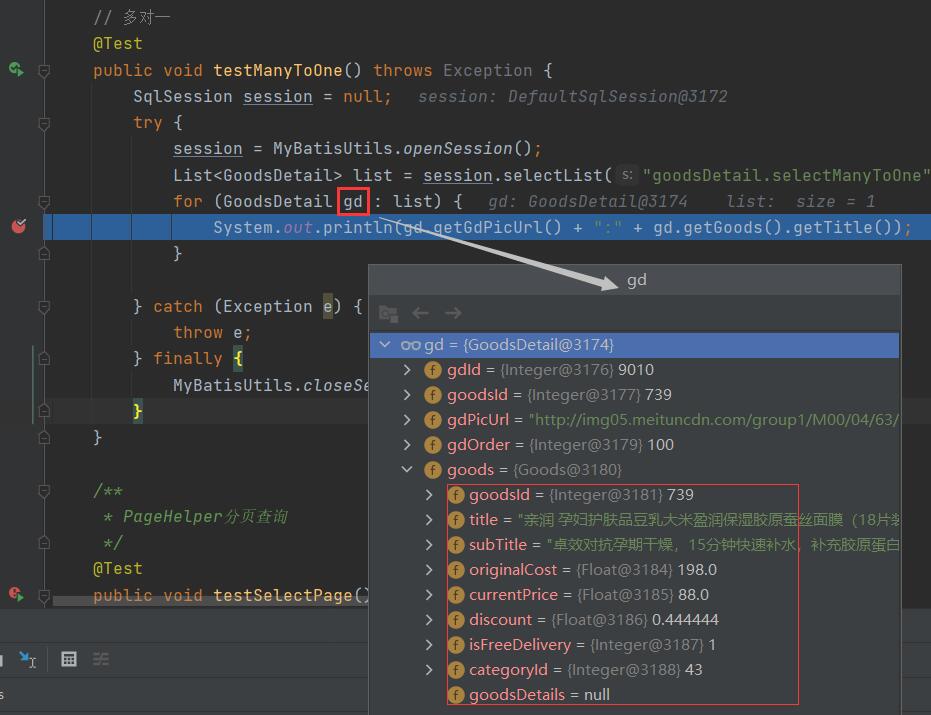 // 多对一
@Test
public void testManyToOne() throws Exception {
SqlSession session = null;   session: DefaultSqlSession@3172
try {
session = MyBatisUtils.openSession();
List<GoodsDetail> list = session.selectList( s: "goodsDetail.selectManyToOne"
for (GoodsDetail gd : list) {   gd: GoodsDetail@3174    list:  size = 1
System.out.println(gd.getGdPicUrl() + ":" + gd.getGoods().getTitle());
}
} catch (Exception e) {
throw e;
} finally {
MyBatisUtils.closeSe
}
}
/**
* PageHelper分页查询
*/
@Test
public void testSelectPage()
s
gd
gd = {GoodsDetail@3174}
f gdId = {Integer@3176} 9010
f goodsId = {Integer@3177} 739
f gdPicUrl = "http://img05.meituncdn.com/group1/M00/04/63/
f gdOrder = {Integer@3179} 100
f goods = {Goods@3180}
f goodsId = {Integer@3181} 739
f title = "亲润 孕妇护肤品豆乳大米盈润保湿胶原蚕丝面膜（18片装
f subTitle = "卓效对抗孕期干燥，15分钟快速补水，补充胶原蛋白
f originalCost = {Float@3184} 198.0
f currentPrice = {Float@3185} 88.0
f discount = {Float@3186} 0.444444
f isFreeDelivery = {Integer@3187} 1
f categoryId = {Integer@3188} 43
f goodsDetails = null